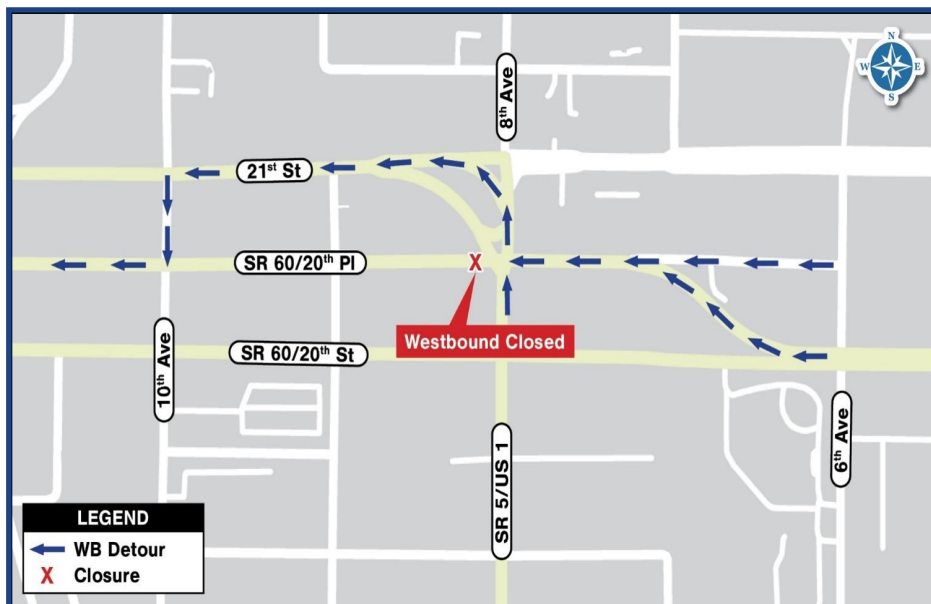 N
W E
S
8th Ave
21st St
SR 60/20th Pl
X
Westbound Closed
SR 60/20th St
10th Ave
6th Ave
SR 5/US 1
LEGEND
WB Detour
X Closure